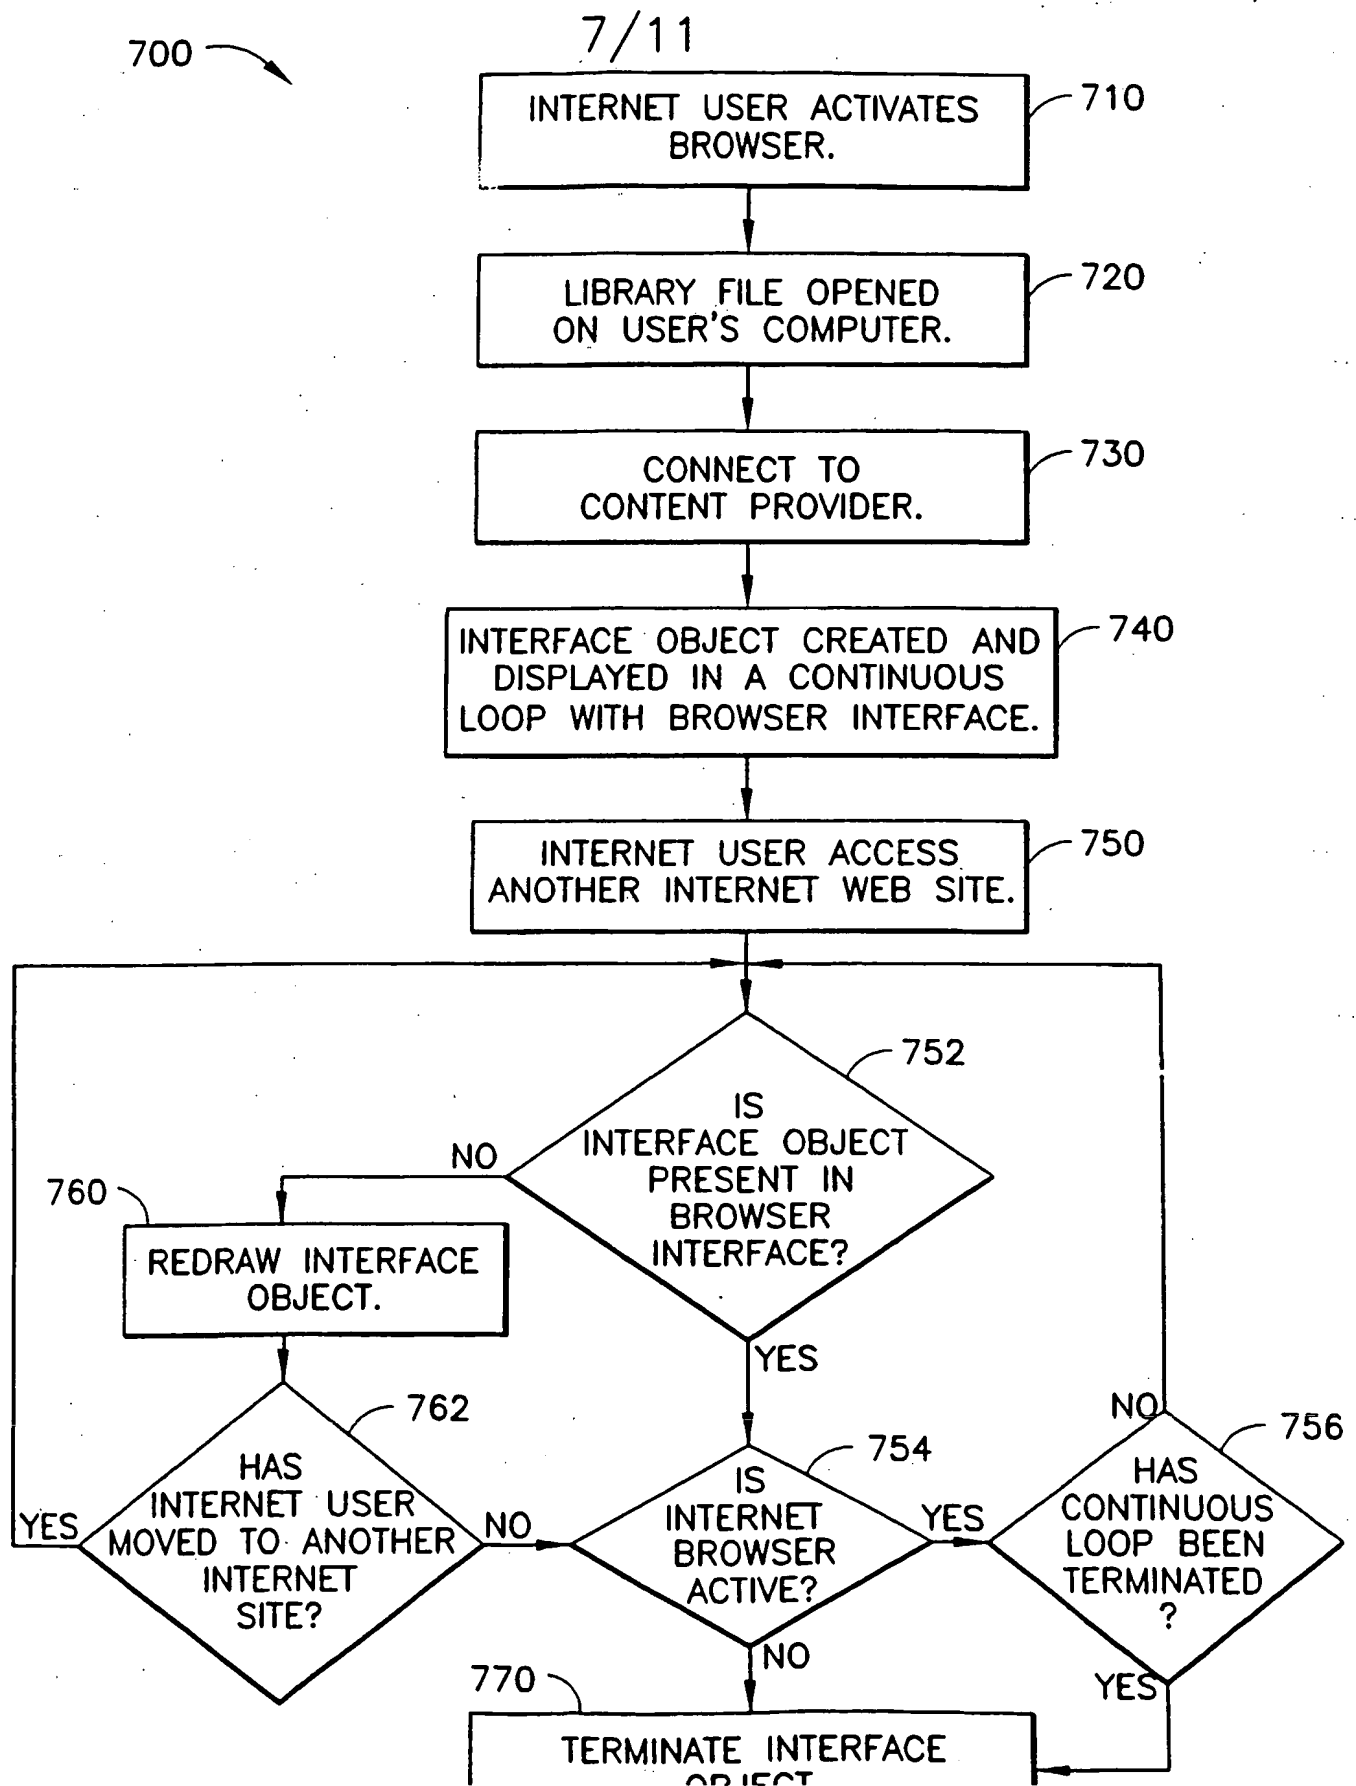 7/11
700
INTERNET USER ACTIVATES
BROWSER.
710
LIBRARY FILE OPENED
ON USER'S COMPUTER.
720
CONNECT TO
CONTENT PROVIDER.
730
INTERFACE OBJECT CREATED AND
DISPLAYED IN A CONTINUOUS
LOOP WITH BROWSER INTERFACE.
740
INTERNET USER ACCESS
ANOTHER INTERNET WEB SITE.
750
IS
INTERFACE OBJECT
PRESENT IN
BROWSER
INTERFACE?
752
NO
YES
760
REDRAW INTERFACE
OBJECT.
HAS
INTERNET USER
MOVED TO ANOTHER
INTERNET
SITE?
762
YES
NO
IS
INTERNET
BROWSER
ACTIVE?
754
YES
NO
HAS
CONTINUOUS
LOOP BEEN
TERMINATED
?
756
NO
YES
770
TERMINATE INTERFACE
OBJECT